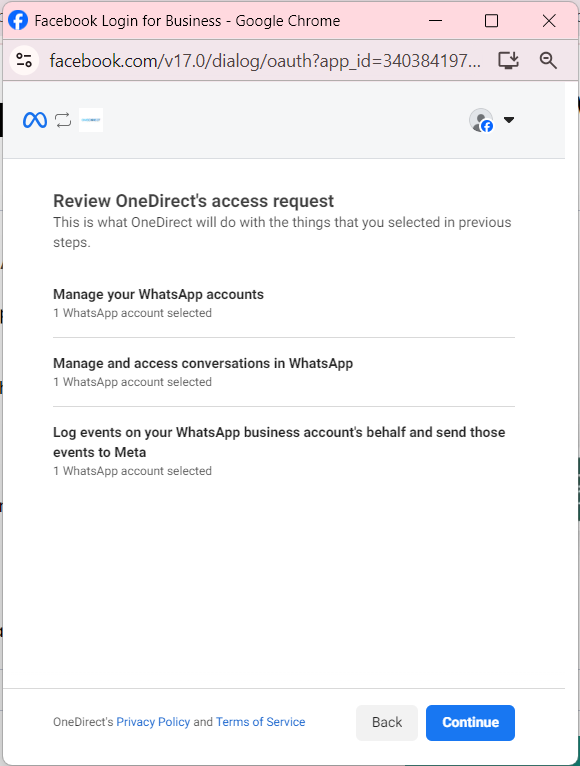 Facebook Login for Business - Google Chrome
facebook.com/v17.0/dialog/oauth?app_id=340384197...
Review OneDirect's access request
This is what OneDirect will do with the things that you selected in previous
steps.
Manage your WhatsApp accounts
1 WhatsApp account selected
Manage and access conversations in WhatsApp
1 WhatsApp account selected
Log events on your WhatsApp business account's behalf and send those
events to Meta
1 WhatsApp account selected
OneDirect's Privacy Policy and Terms of Service
Back
Continue